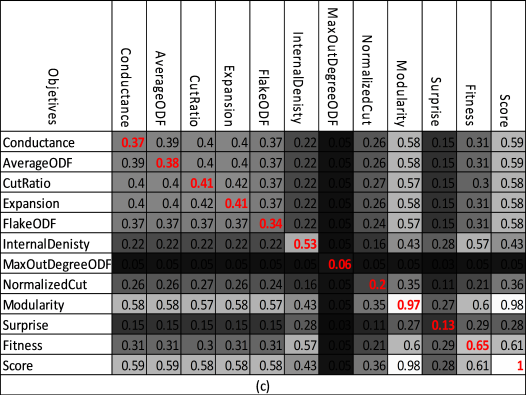 Objetives Conductance AverageODF CutRatio Expansion FlakeODF InternalDenisty MaxOutDegreeODF NormalizedCut Modularity Surprise Fitness Score
Conductance 0.37 0.39 0.4 0.4 0.37 0.22 0.05 0.26 0.58 0.15 0.31 0.59
AverageODF 0.39 0.38 0.4 0.4 0.37 0.22 0.05 0.26 0.58 0.15 0.31 0.59
CutRatio 0.4 0.4 0.41 0.42 0.37 0.22 0.05 0.27 0.57 0.15 0.3 0.58
Expansion 0.4 0.4 0.42 0.41 0.37 0.22 0.05 0.26 0.58 0.15 0.31 0.58
FlakeODF 0.37 0.37 0.37 0.37 0.34 0.22 0.05 0.24 0.57 0.15 0.31 0.58
InternalDenisty 0.22 0.22 0.22 0.22 0.22 0.53 0.05 0.16 0.43 0.28 0.57 0.43
MaxOutDegreeODF 0.05 0.05 0.05 0.05 0.05 0.05 0.06 0.05 0.05 0.03 0.05 0.05
NormalizedCut 0.26 0.26 0.27 0.26 0.24 0.16 0.05 0.2 0.35 0.11 0.21 0.36
Modularity 0.58 0.58 0.57 0.58 0.57 0.43 0.05 0.35 0.97 0.27 0.6 0.98
Surprise 0.15 0.15 0.15 0.15 0.15 0.28 0.03 0.11 0.27 0.13 0.29 0.28
Fitness 0.31 0.31 0.3 0.31 0.31 0.57 0.05 0.21 0.6 0.29 0.65 0.61
Score 0.59 0.59 0.58 0.58 0.58 0.43 0.05 0.36 0.98 0.28 0.61 1
(c)